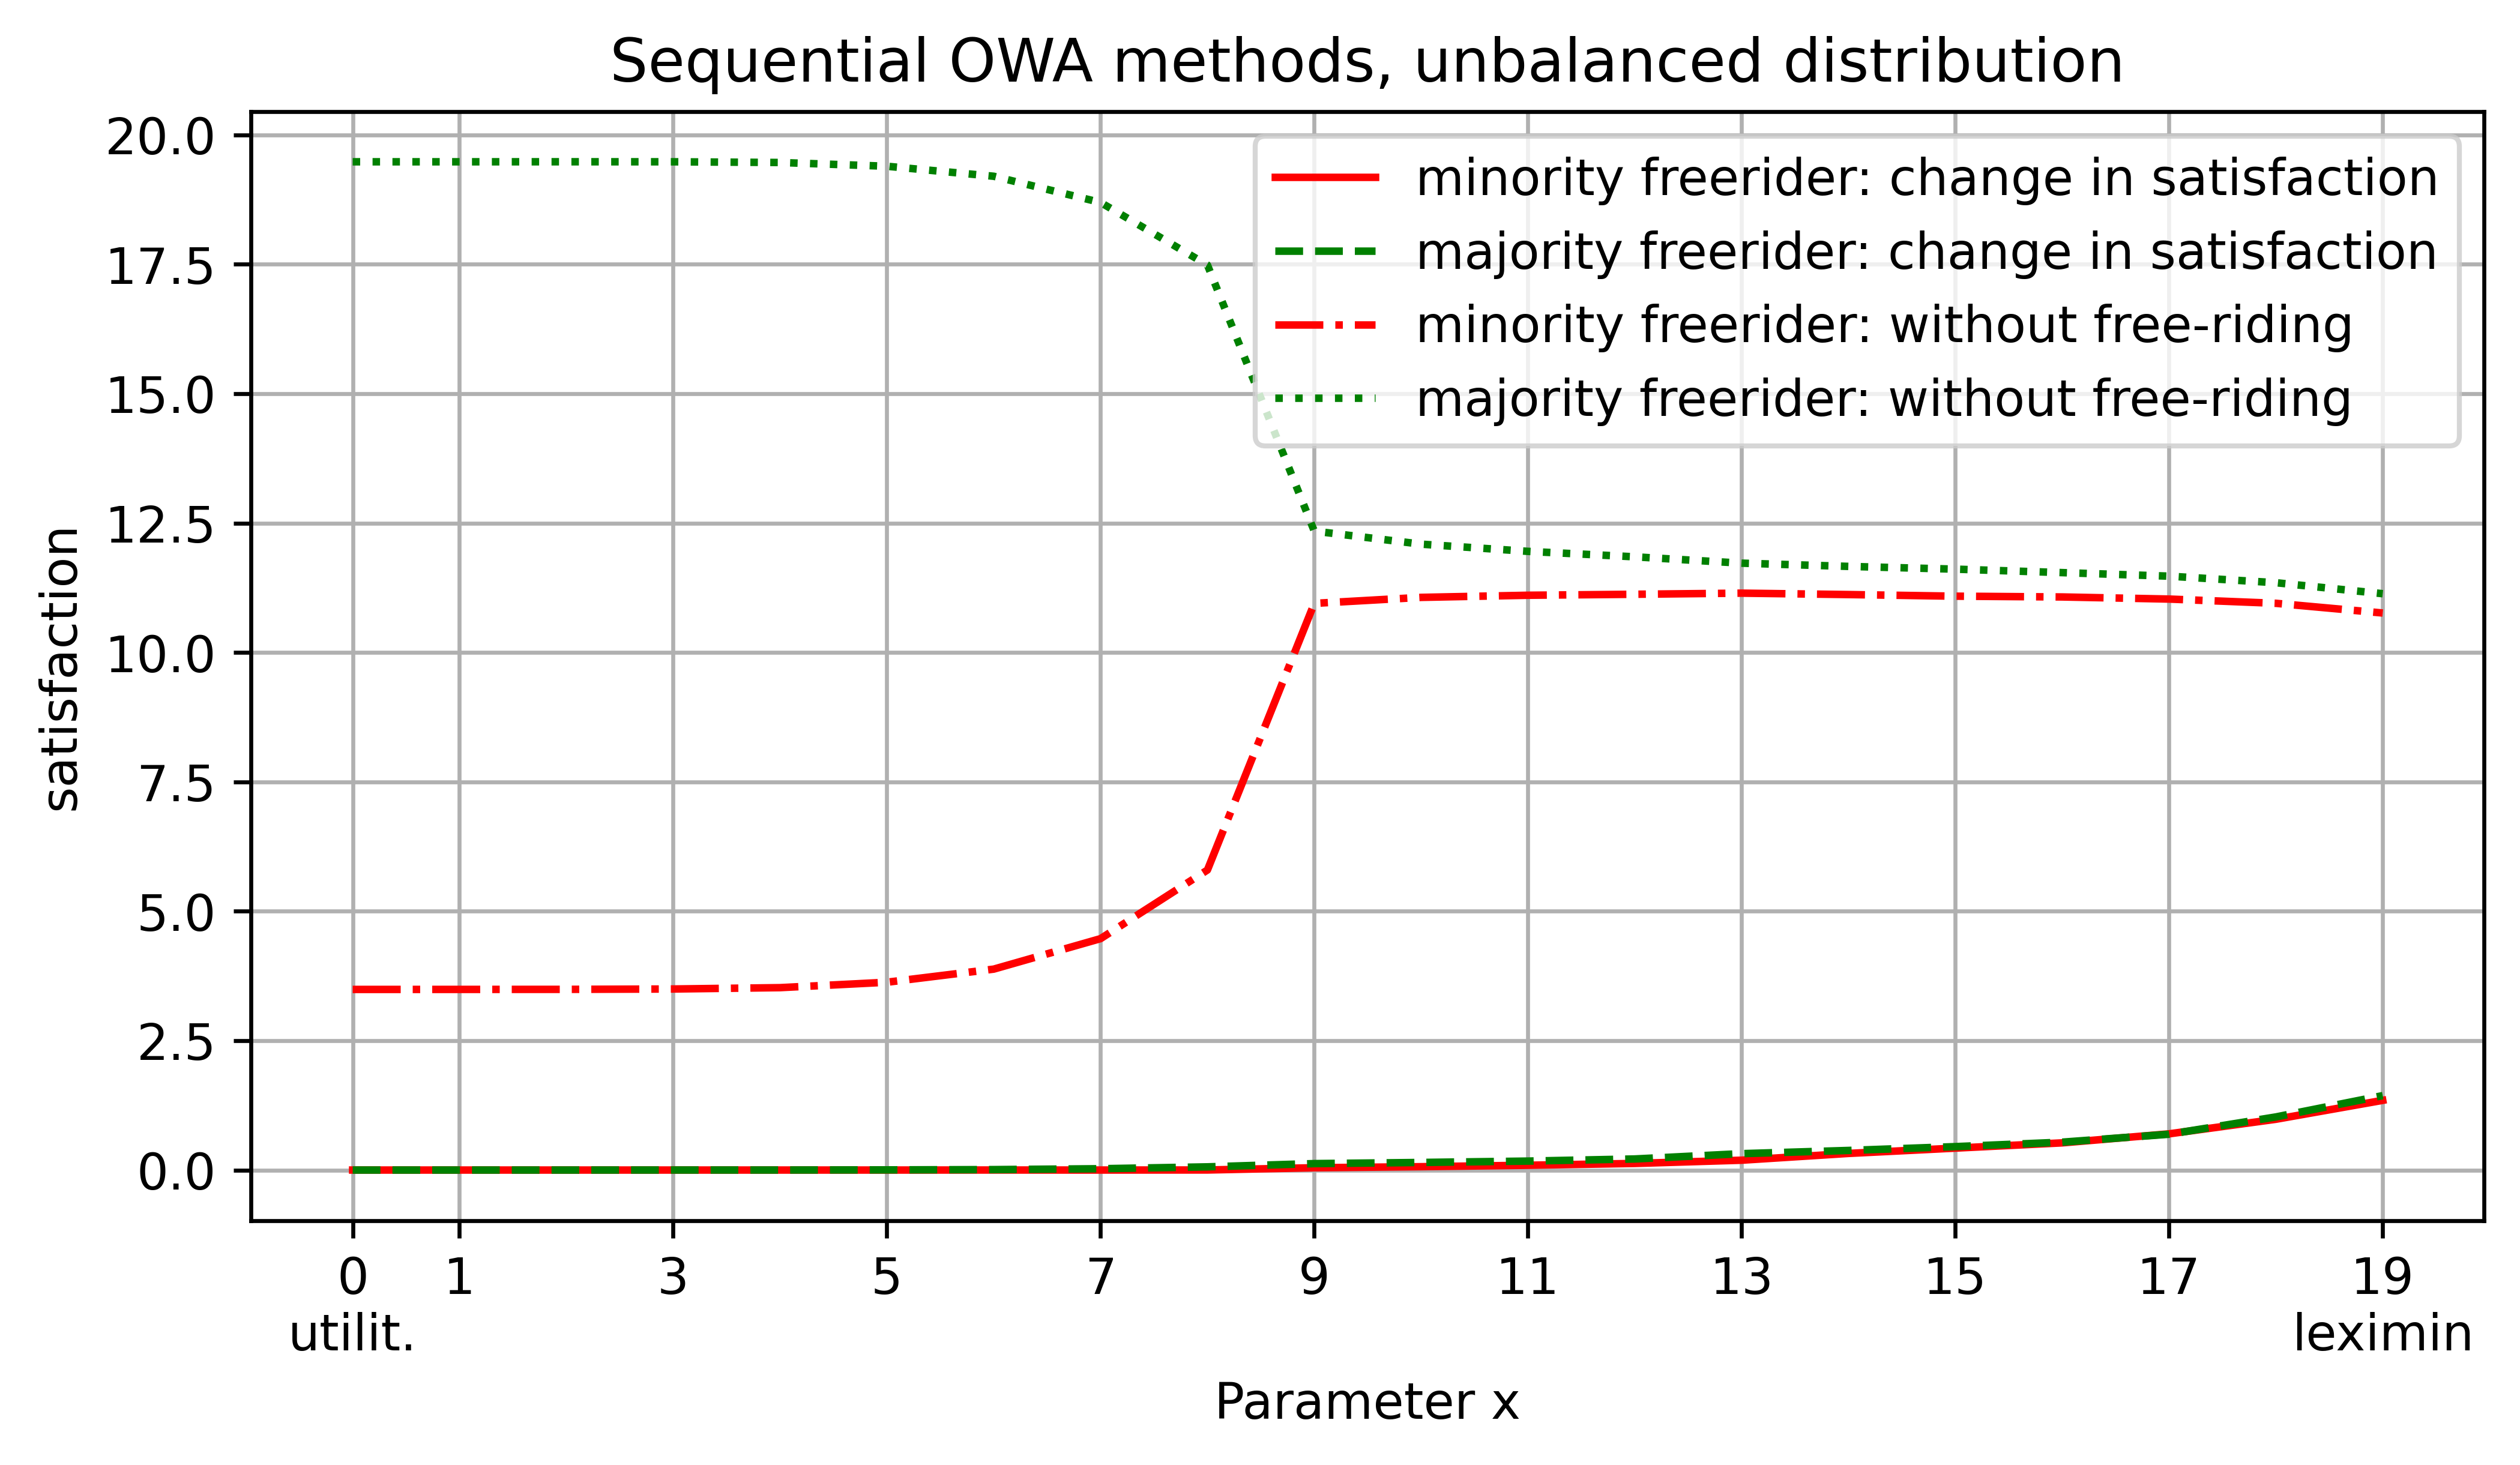 Sequential OWA methods, unbalanced distribution
20.0
17.5
15.0
12.5
10.0
7.5
5.0
2.5
0.0
satisfaction
minority freerider: change in satisfaction
majority freerider: change in satisfaction
minority freerider: without free-riding
majority freerider: without free-riding
0 1 3 5 7 9 11 13 15 17 19
utilit. leximin
Parameter x